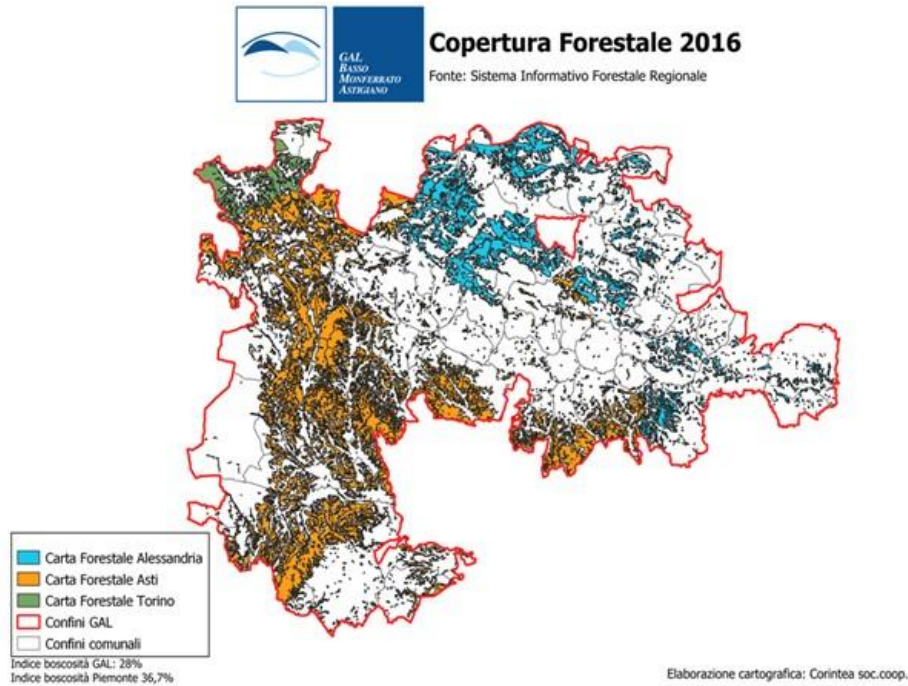 GAL
BASSO
MONFERRATO
ASTIGIANO
Copertura Forestale 2016
Fonte: Sistema Informativo Forestale Regionale
Carta Forestale Alessandria
Carta Forestale Asti
Carta Forestale Torino
Confini GAL
Confini comunali
Indice boscosità GAL: 28%
Indice boscosità Piemonte 36,7%
Elaborazione cartografica: Corintea soc.coop.